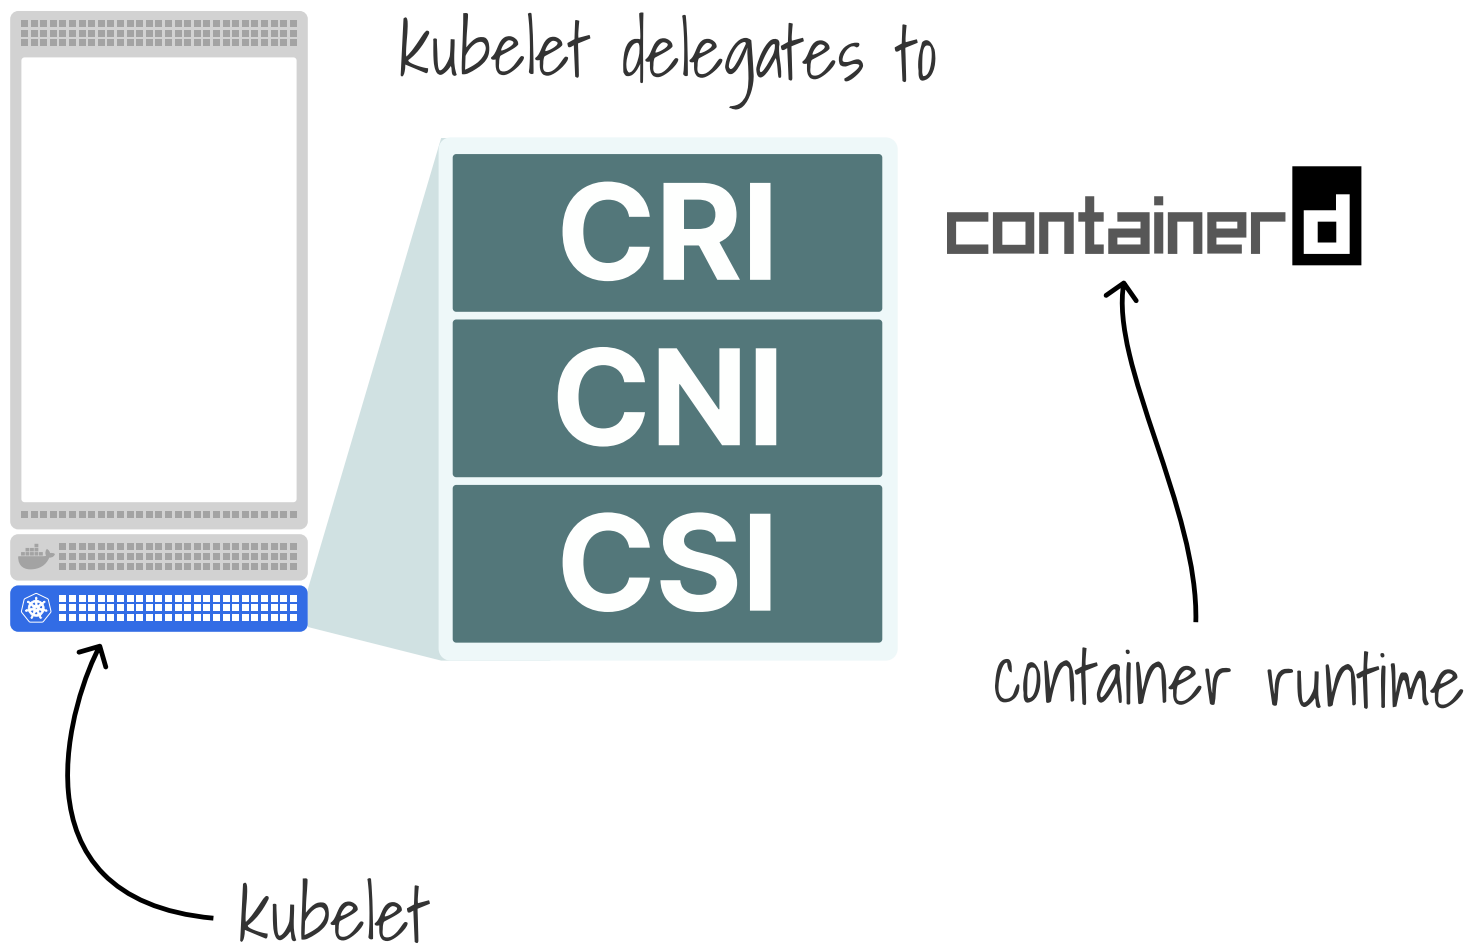 kubelet delegates to
CRI
containerd
CNI
CSI
container runtime
kubelet